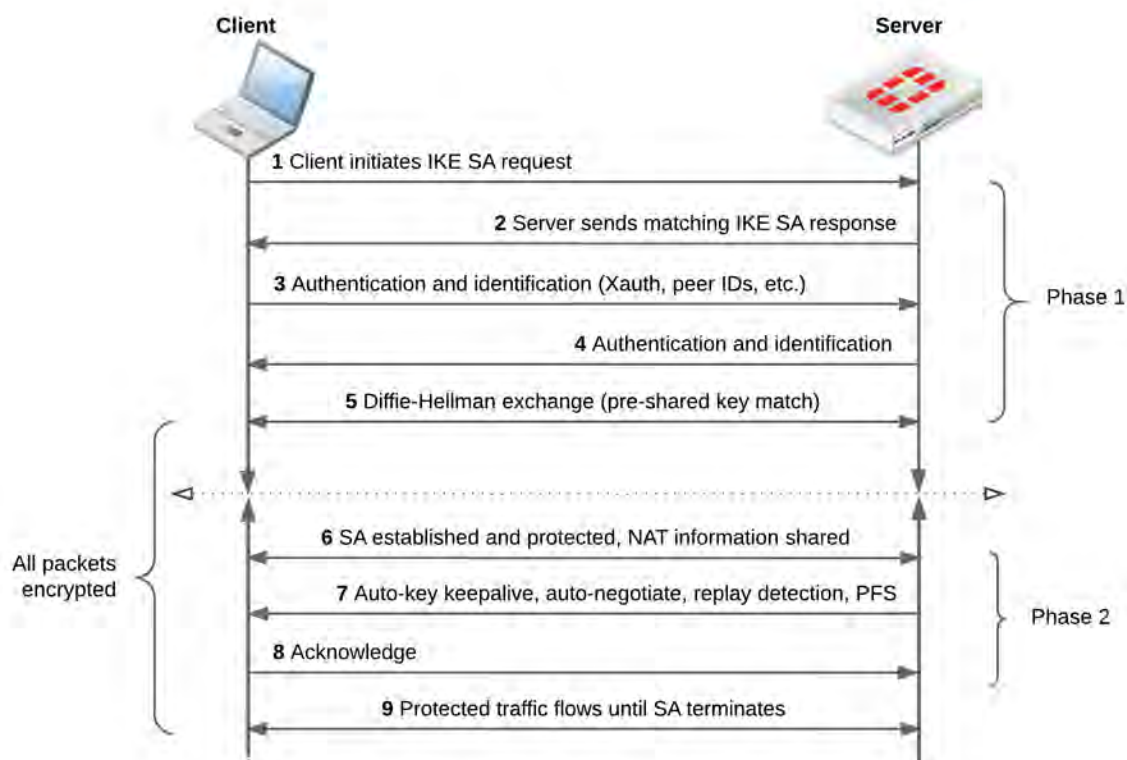 Client
Server
1 Client initiates IKE SA request
2 Server sends matching IKE SA response
3 Authentication and identification (Xauth, peer IDs, etc.)
Phase 1
4 Authentication and identification
5 Diffie-Hellman exchange (pre-shared key match)
6 SA established and protected, NAT information shared
All packets
encrypted
7 Auto-key keepalive, auto-negotiate, replay detection, PFS
Phase 2
8 Acknowledge
9 Protected traffic flows until SA terminates